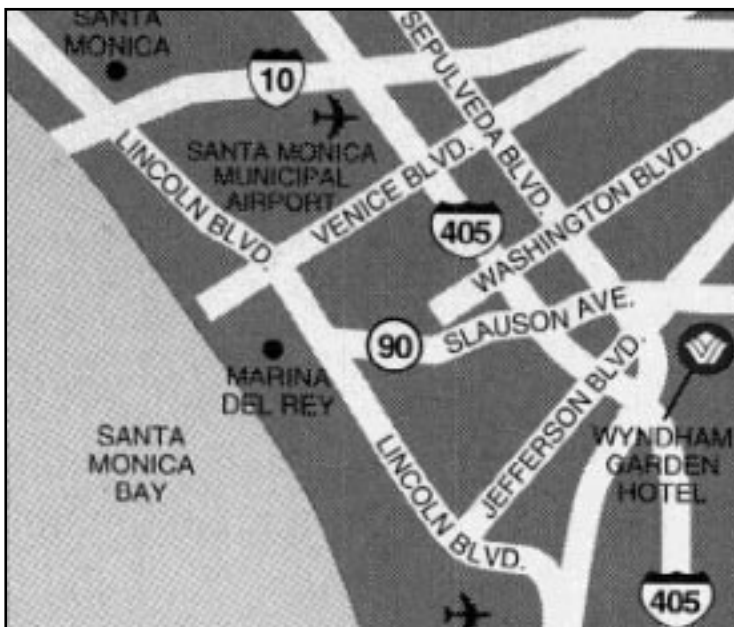 SANTA
MONICA
10
SEPULVEDA BLVD.
LINCOLN BLVD.
SANTA MONICA
MUNICIPAL
AIRPORT
VENICE BLVD.
405
WASHINGTON BLVD.
SLAUSON AVE.
90
MARINA
DEL REY
JEFFERSON BLVD.
WYNDHAM
GARDEN
HOTEL
SANTA
MONICA
BAY
LINCOLN BLVD.
405